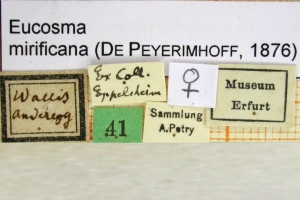 Eucosma
mirificana (DE PEYERIMHOFF, 1876)
Wallis
Anderegg
Ex Coll.
Eppelsheim
♀
Museum
Erfurt
41
Sammlung
A.Petry